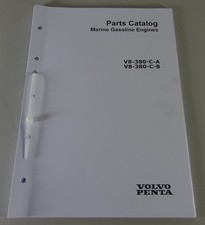 Parts Catalog
Marine Gasoline Engines
V8-380-C-A
V8-380-C-B
VOLVO
PENTA